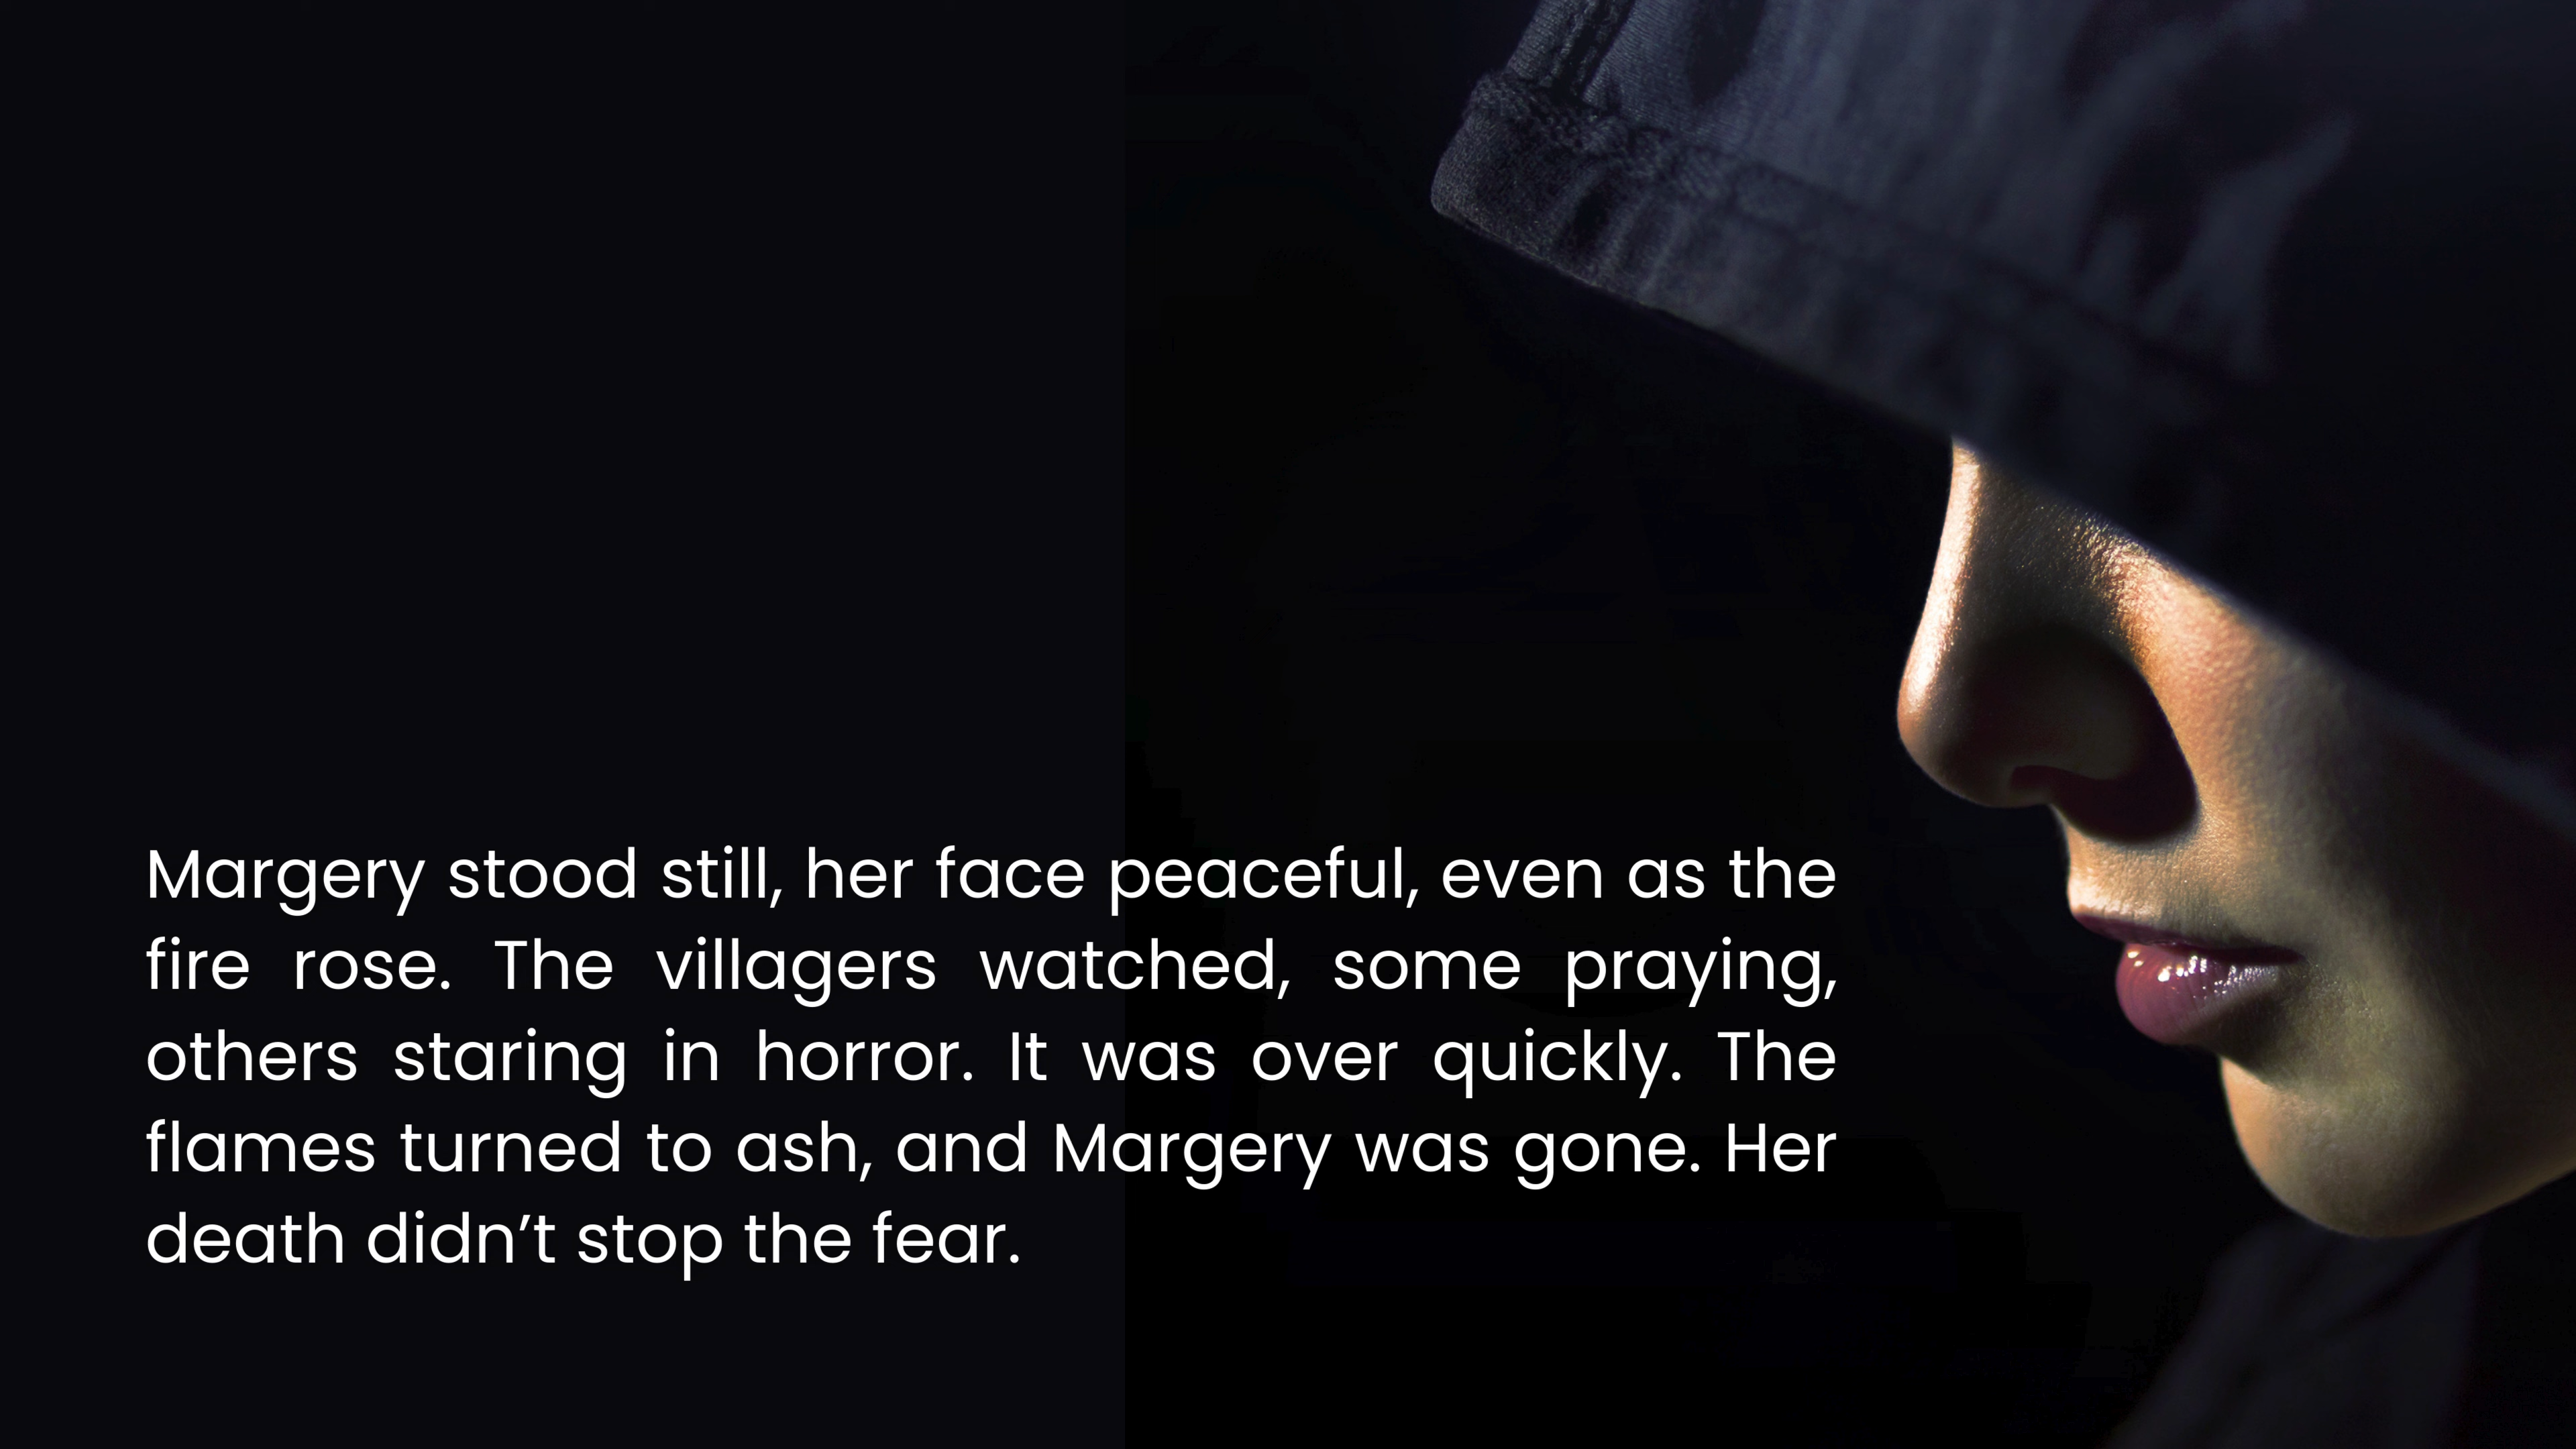 Margery stood still, her face peaceful, even as the
fire rose. The villagers watched, some praying,
others staring in horror. It was over quickly. The
flames turned to ash, and Margery was gone. Her
death didn’t stop the fear.